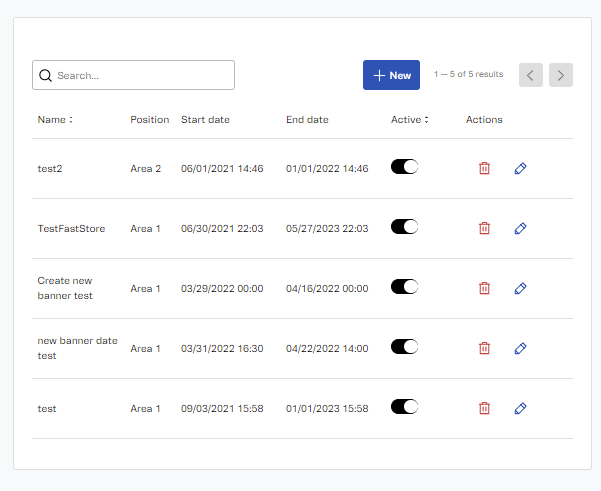 Search...
New
1 — 5 of 5 results
Name Position Start date End date Active Actions
test2 Area 2 06/01/2021 14:46 01/01/2022 14:46
TestFastStore Area 1 06/30/2021 22:03 05/27/2023 22:03
Create new
banner test Area 1 03/29/2022 00:00 04/16/2022 00:00
new banner date
test Area 1 03/31/2022 16:30 04/22/2022 14:00
test Area 1 09/03/2021 15:58 01/01/2023 15:58